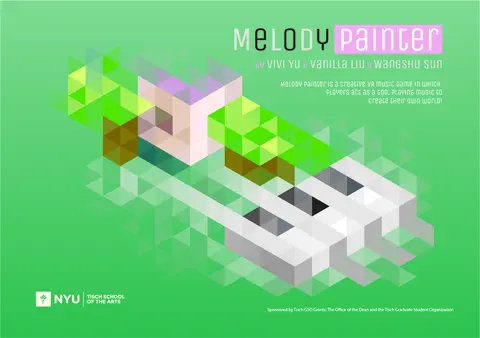 MELODY Painter
BY VIVI YU & VANILLA LIU & WANGSHU SUN
Melody Painter is a creative VR music game in which
players act as a god, playing music to
create their own world!
NYU TISCH SCHOOL
OF THE ARTS
Sponsored by Tisch GSO Grants: The Office of the Dean and the Tisch Graduate Student Organization